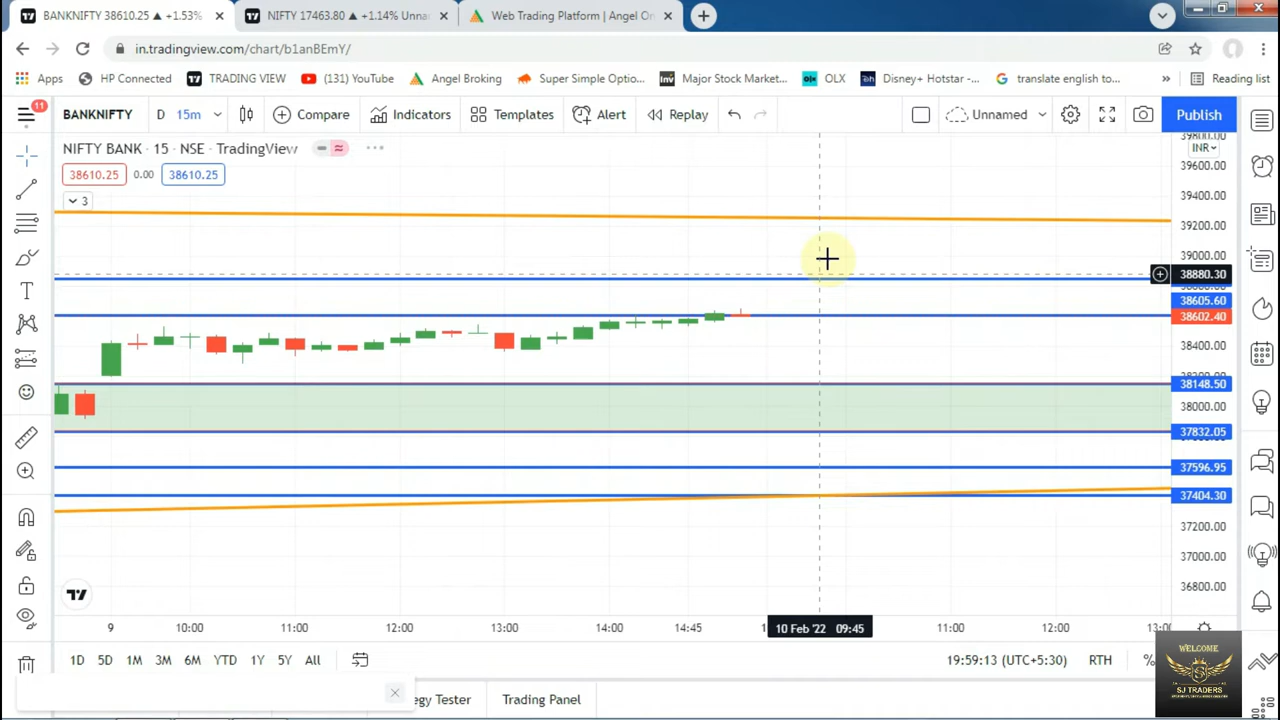 BANKNIFTY 38610.25 ▲ +1.53% NIFTY 17463.80 ▲ +1.14% Unna Web Trading Platform | Angel
in.tradingview.com/chart/b1anBEmY/
Apps HP Connected TRADING VIEW (131) YouTube Angel Broking Super Simple Optio... Inv Major Stock Market... OLX Disney+ Hotstar -... translate english to... » Reading list
11
BANKNIFTY D 15m Compare Indicators Templates Alert Replay Unnamed Publish
NIFTY BANK · 15 · NSE · TradingView
INR
38610.25 0.00 38610.25
3
39800.00
39600.00
39400.00
39200.00
39000.00
38880.30
38605.60
38602.40
38400.00
38148.50
38000.00
37832.05
37596.95
37404.30
37200.00
37000.00
36800.00
9 10:00 11:00 12:00 13:00 14:00 14:45 10 Feb '22 09:45 11:00 12:00 13:00
1D 5D 1M 3M 6M YTD 1Y 5Y All 19:59:13 (UTC+5:30) RTH %
WELCOME
SJ TRADERS
egy Tester Trading Panel